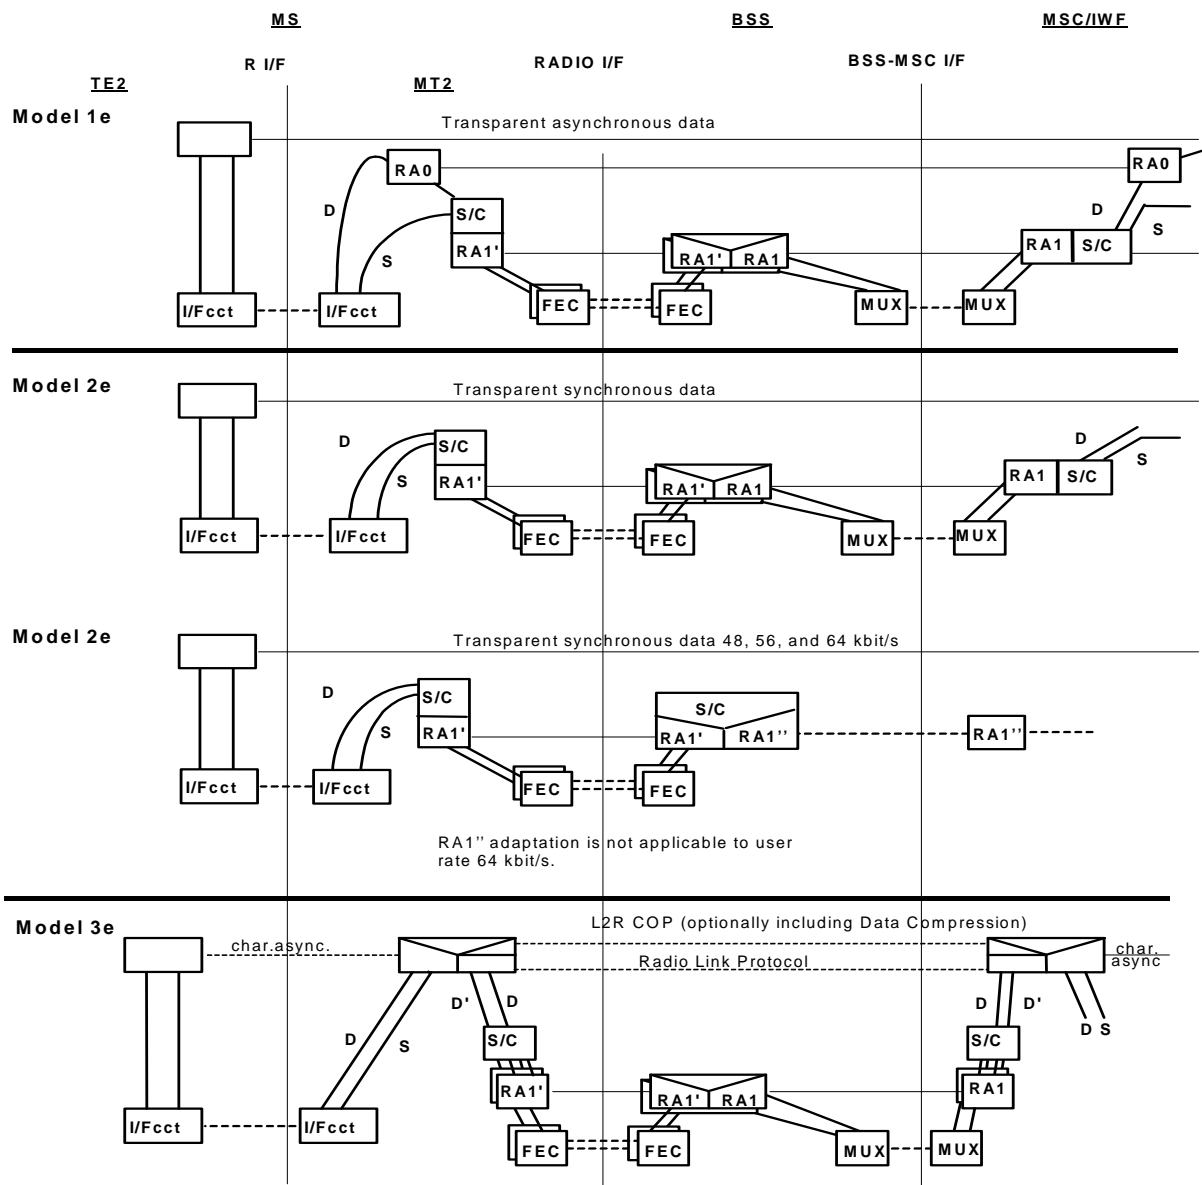 MS BSS MSC/IWF
R I/F RADIO I/F BSS-MSC I/F
TE2 MT2
Model 1e
Transparent asynchronous data
RA0 RA0
D S/C D
S RA1' RA1' RA1 RA1 S/C S
I/Fcct I/Fcct FEC FEC MUX MUX
Model 2e
Transparent synchronous data
D S/C D
S RA1' RA1' RA1 RA1 S/C S
I/Fcct I/Fcct FEC FEC MUX MUX
Model 2e
Transparent synchronous data 48, 56, and 64 kbit/s
D S/C S/C
S RA1' RA1' RA1'' RA1''
I/Fcct I/Fcct FEC FEC
RA1'' adaptation is not applicable to user
rate 64 kbit/s.
Model 3e
L2R COP (optionally including Data Compression)
char.async. char.
Radio Link Protocol async
D' D D D'
D S S/C S/C D S
RA1' RA1' RA1 RA1
I/Fcct I/Fcct FEC FEC MUX MUX